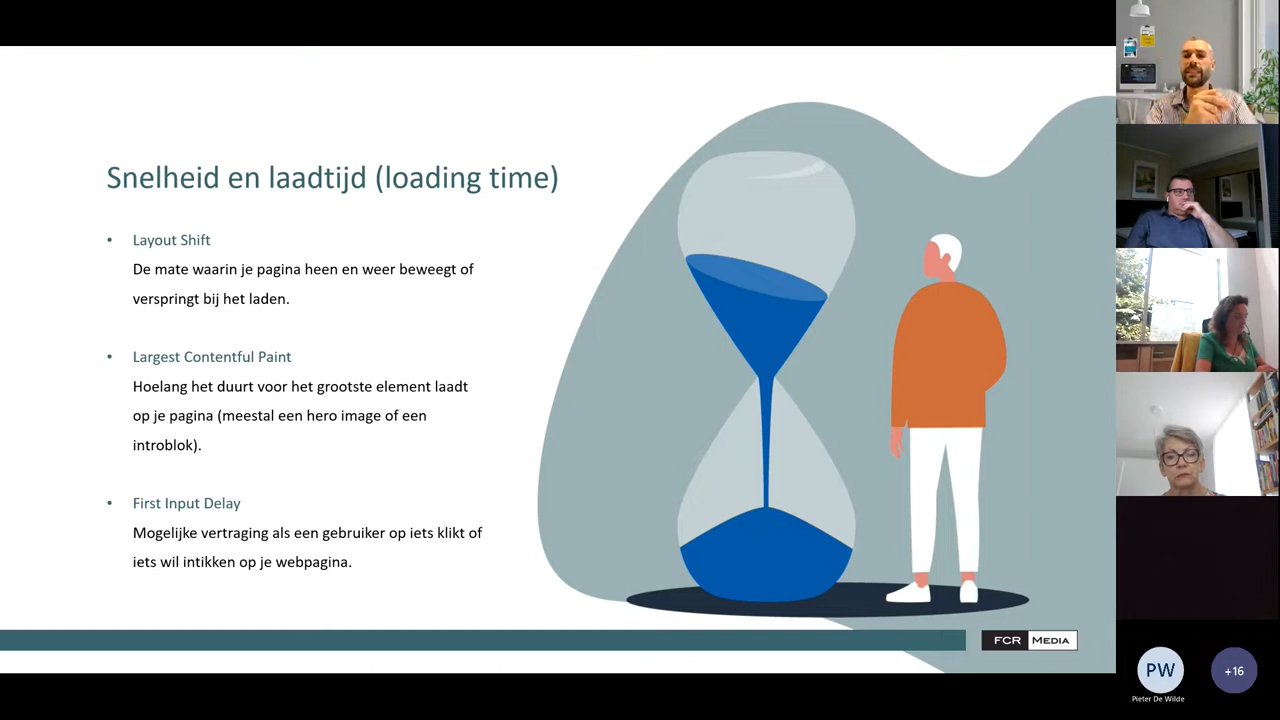 Snelheid en laadtijd (loading time)
• Layout Shift
De mate waarin je pagina heen en weer beweegt of
verspringt bij het laden.
• Largest Contentful Paint
Hoelang het duurt voor het grootste element laadt
op je pagina (meestal een hero image of een
introblok).
• First Input Delay
Mogelijke vertraging als een gebruiker op iets klikt of
iets wil intikken op je webpagina.
FCR MEDIA
PW
Pieter De Wilde
+16